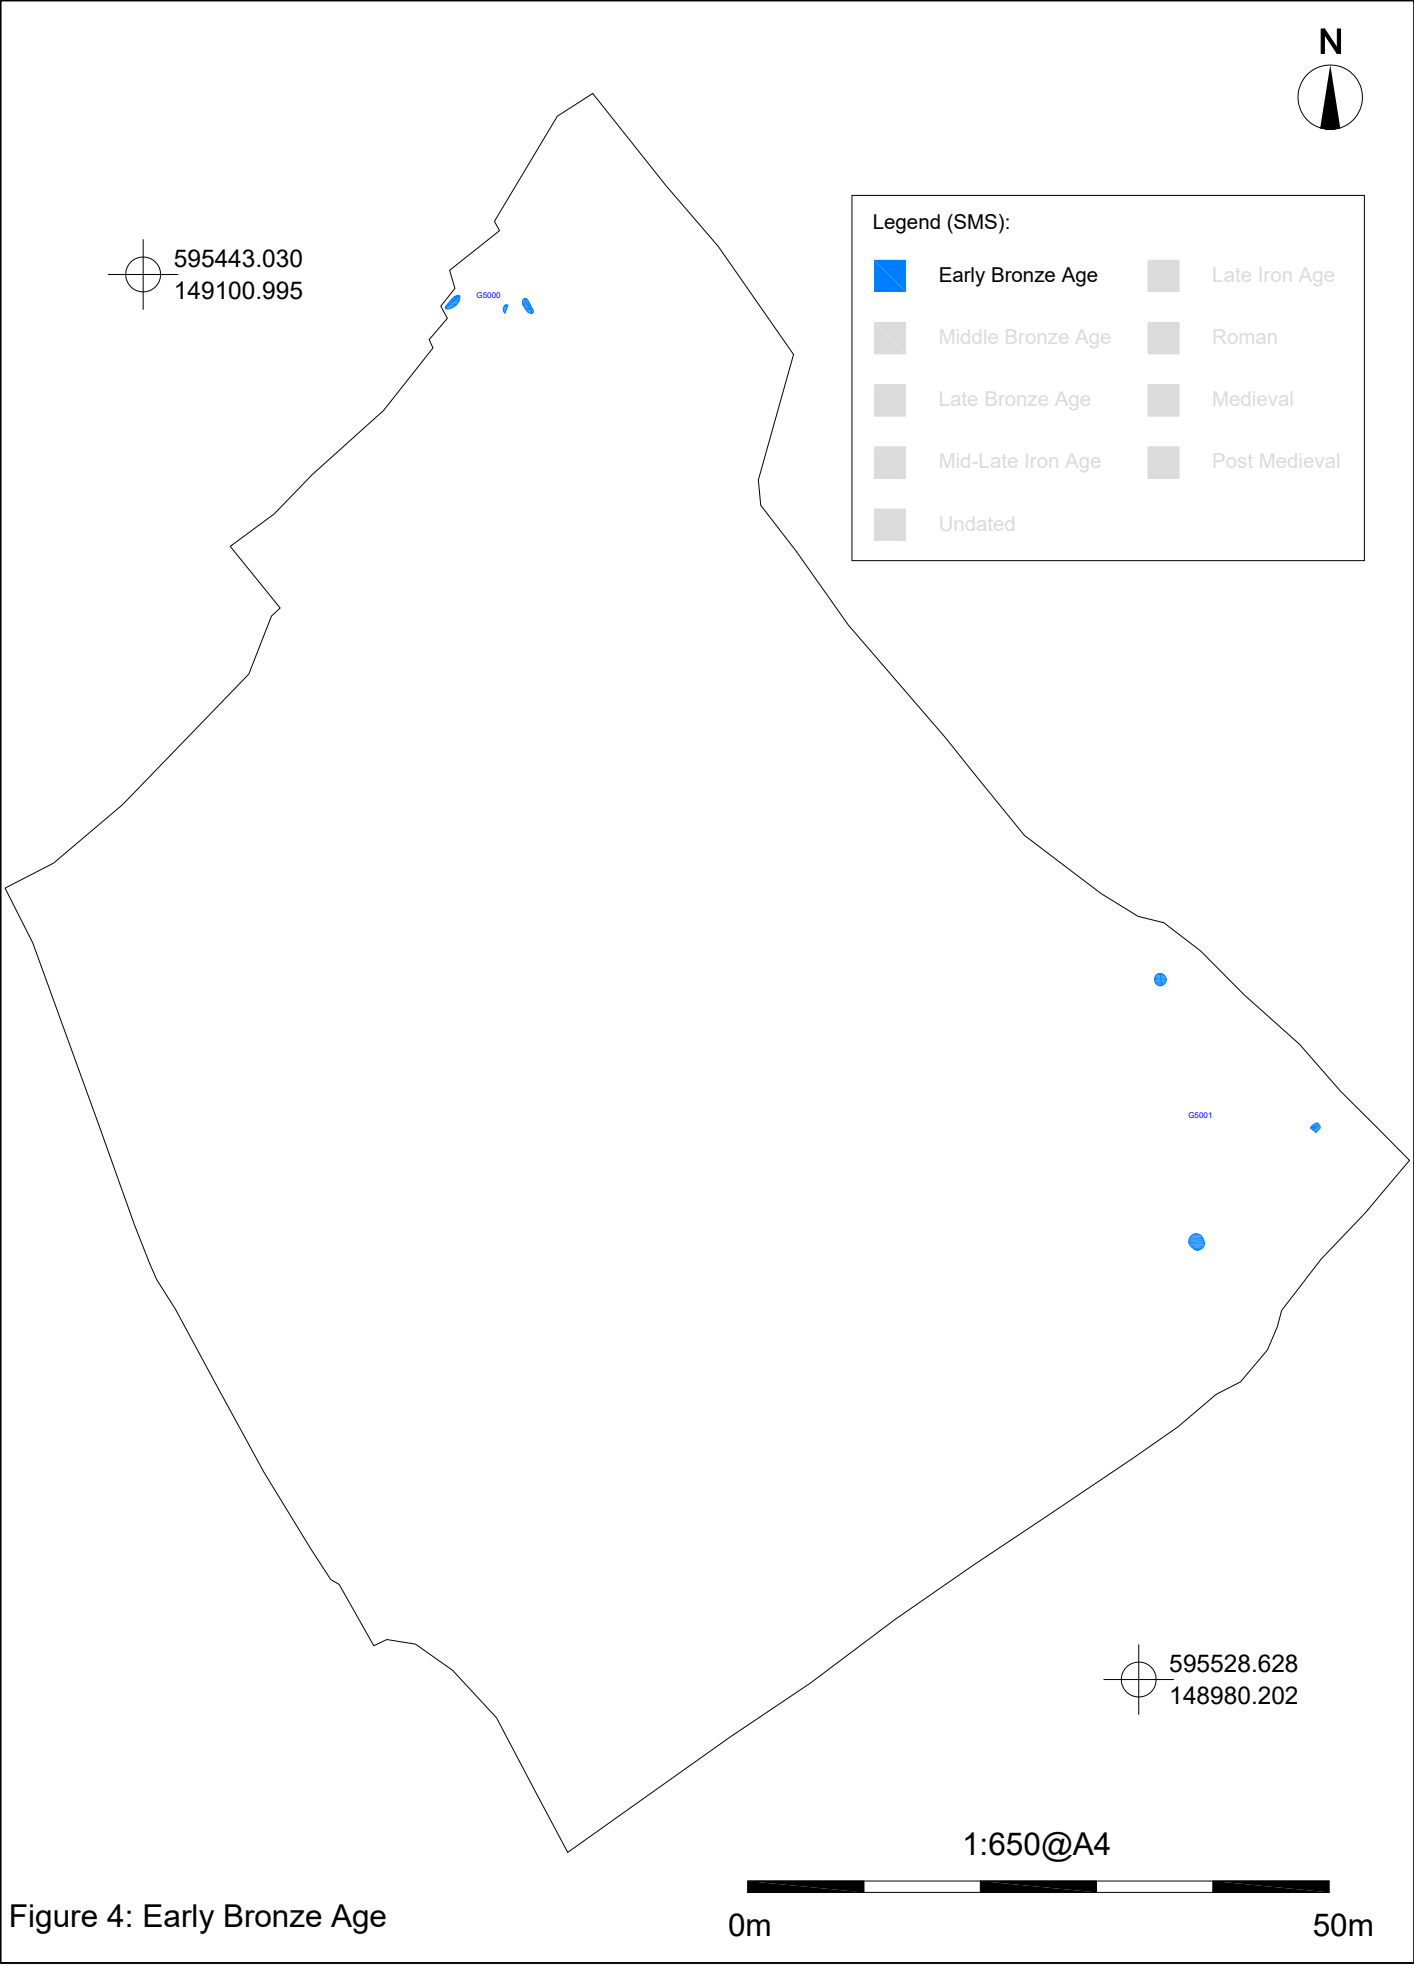 N
595443.030
149100.995
Legend (SMS):
Early Bronze Age
Late Iron Age
Middle Bronze Age
Roman
Late Bronze Age
Medieval
Mid-Late Iron Age
Post Medieval
Undated
G5000
G5001
595528.628
148980.202
1:650@A4
0m
50m
Figure 4: Early Bronze Age